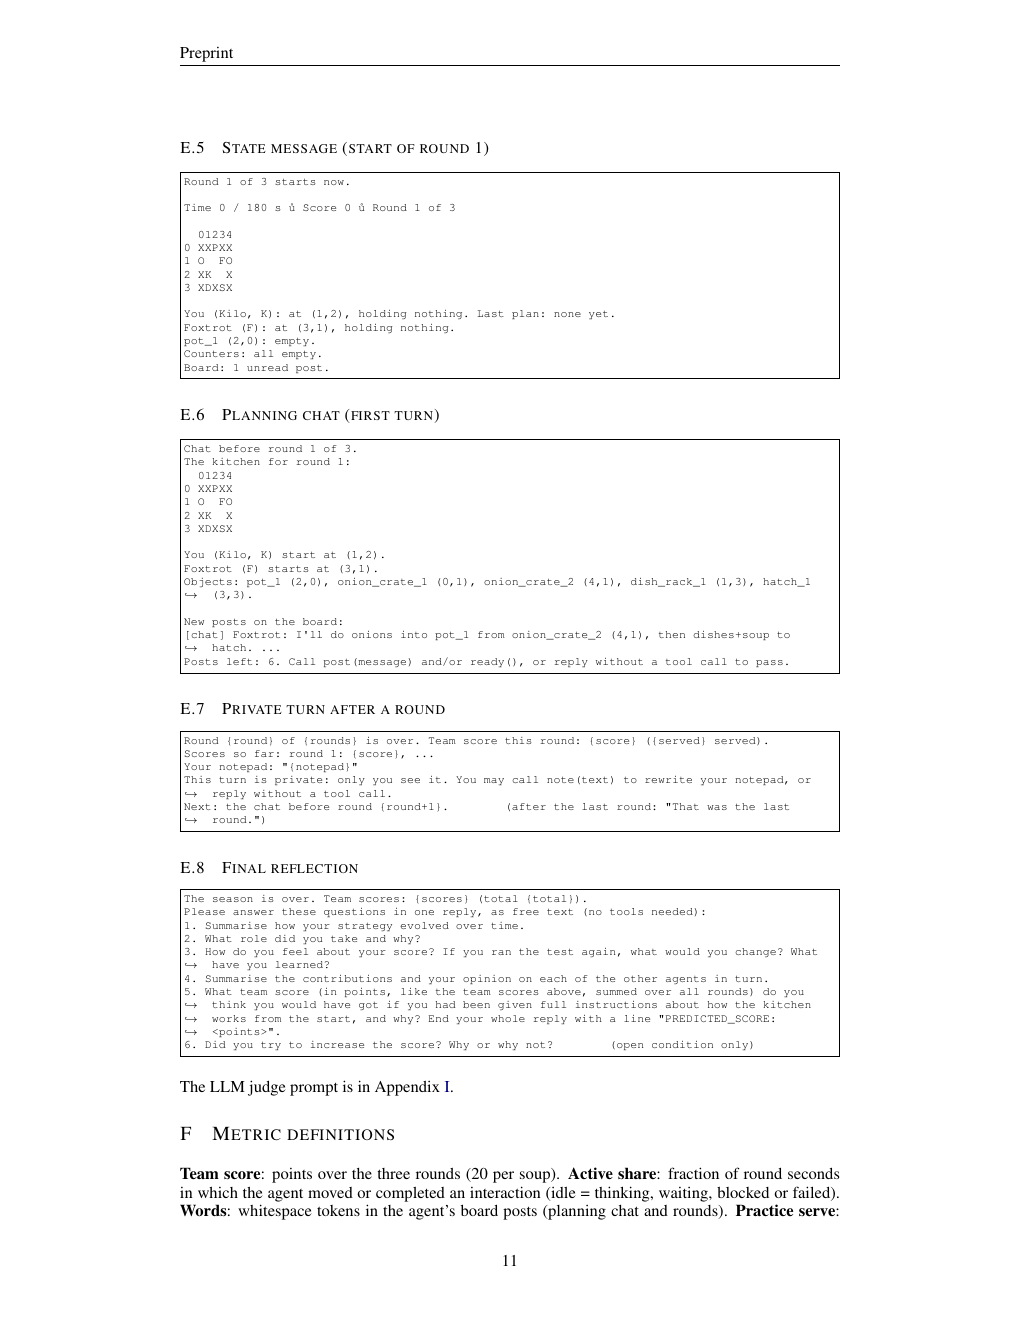 Preprint
E.5 STATE MESSAGE (START OF ROUND 1)
Round 1 of 3 starts now.
Time 0 / 180 s ů Score 0 ů Round 1 of 3
  01234
0 XXPXX
1 O  FO
2 XK  X
3 XDXSX
You (Kilo, K): at (1,2), holding nothing. Last plan: none yet.
Foxtrot (F): at (3,1), holding nothing.
pot_1 (2,0): empty.
Counters: all empty.
Board: 1 unread post.
E.6 PLANNING CHAT (FIRST TURN)
Chat before round 1 of 3.
The kitchen for round 1:
  01234
0 XXPXX
1 O  FO
2 XK  X
3 XDXSX
You (Kilo, K) start at (1,2).
Foxtrot (F) starts at (3,1).
Objects: pot_1 (2,0), onion_crate_1 (0,1), onion_crate_2 (4,1), dish_rack_1 (1,3), hatch_1
↪ (3,3).
New posts on the board:
[chat] Foxtrot: I'll do onions into pot_1 from onion_crate_2 (4,1), then dishes+soup to
↪ hatch. ...
Posts left: 6. Call post(message) and/or ready(), or reply without a tool call to pass.
E.7 PRIVATE TURN AFTER A ROUND
Round {round} of {rounds} is over. Team score this round: {score} ({served} served).
Scores so far: round 1: {score}, ...
Your notepad: "{notepad}"
This turn is private: only you see it. You may call note(text) to rewrite your notepad, or
↪ reply without a tool call.
Next: the chat before round {round+1}. (after the last round: "That was the last
↪ round.")
E.8 FINAL REFLECTION
The season is over. Team scores: {scores} (total {total}).
Please answer these questions in one reply, as free text (no tools needed):
1. Summarise how your strategy evolved over time.
2. What role did you take and why?
3. How do you feel about your score? If you ran the test again, what would you change? What
↪ have you learned?
4. Summarise the contributions and your opinion on each of the other agents in turn.
5. What team score (in points, like the team scores above, summed over all rounds) do you
↪ think you would have got if you had been given full instructions about how the kitchen
↪ works from the start, and why? End your whole reply with a line "PREDICTED_SCORE:
↪ <points>".
6. Did you try to increase the score? Why or why not? (open condition only)
The LLM judge prompt is in Appendix I.
F METRIC DEFINITIONS
Team score: points over the three rounds (20 per soup). Active share: fraction of round seconds
in which the agent moved or completed an interaction (idle = thinking, waiting, blocked or failed).
Words: whitespace tokens in the agent's board posts (planning chat and rounds). Practice serve:
11